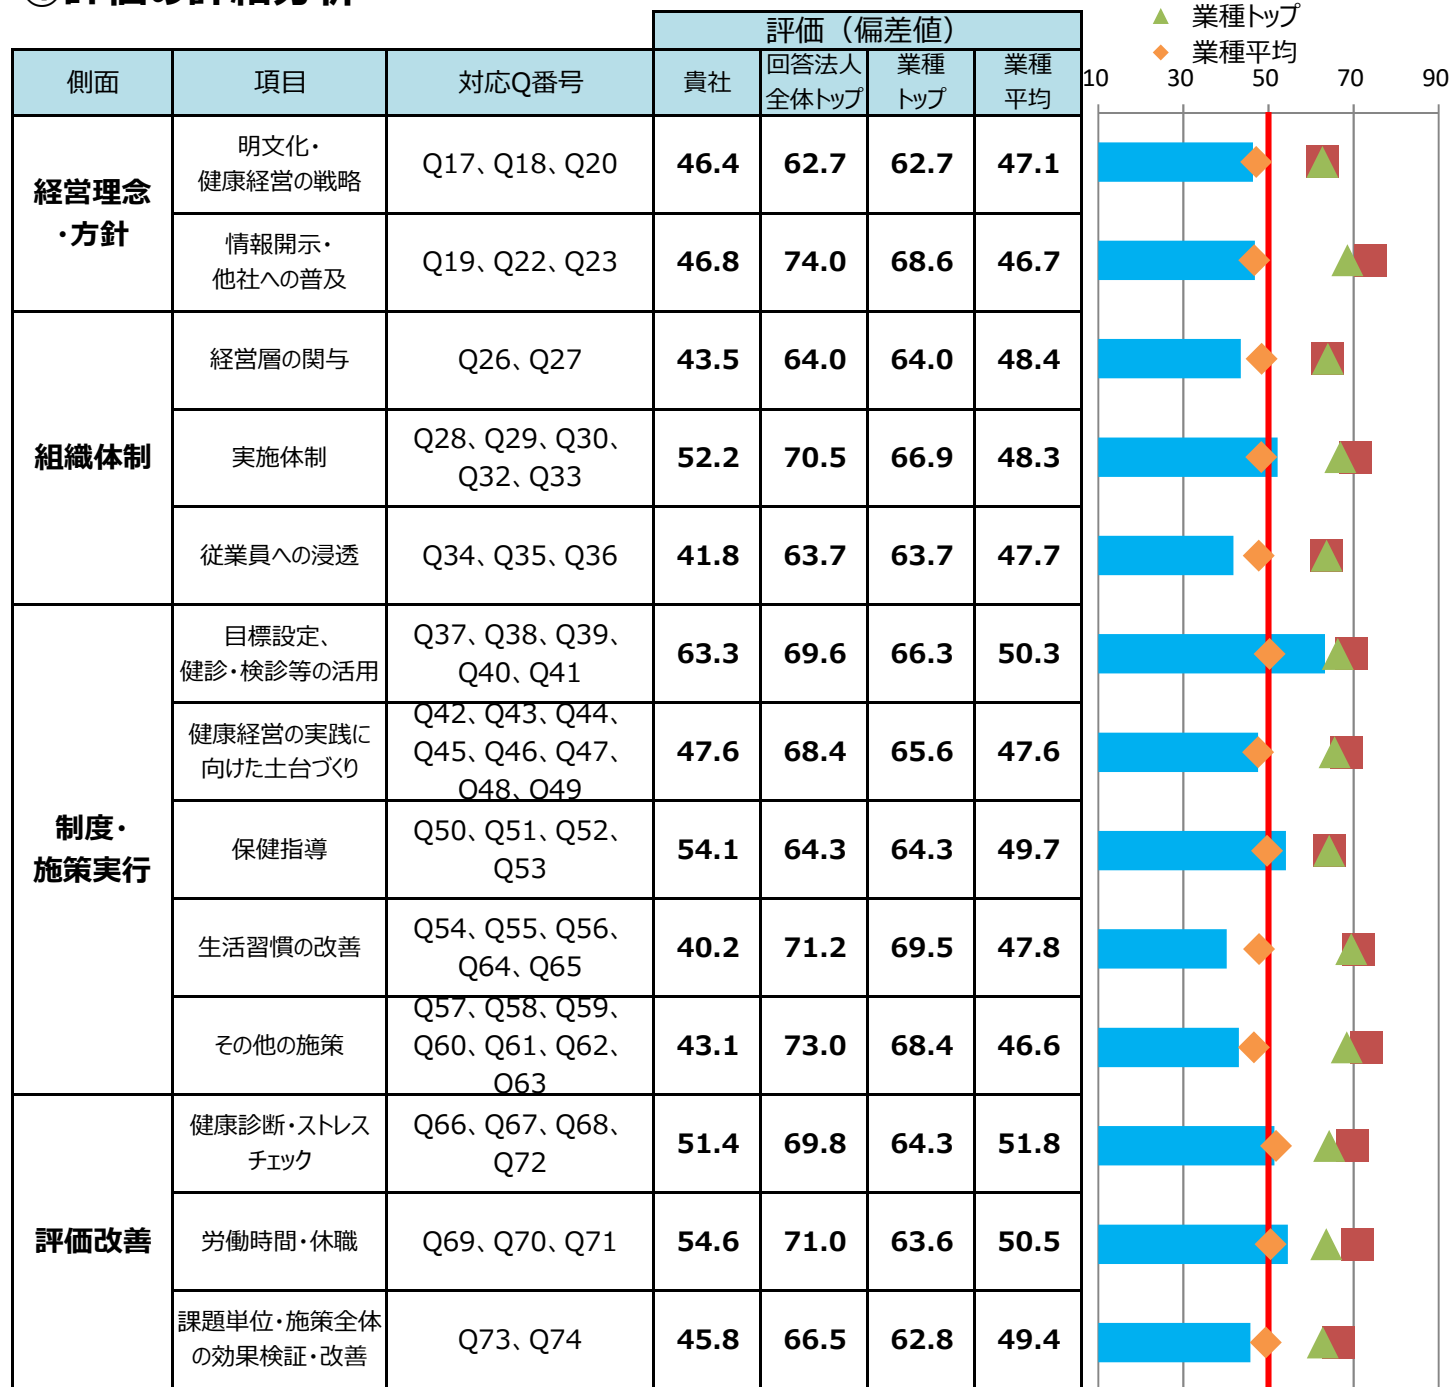 業種トップ
業種平均
評価（偏差値）
側面 項目 対応Q番号 貴社 回答法人 業種 業種
全体トップ トップ 平均
10 30 50 70 90
経営理念
・方針
明文化・
健康経営の戦略
Q17、Q18、Q20 46.4 62.7 62.7 47.1
情報開示・
他社への普及
Q19、Q22、Q23 46.8 74.0 68.6 46.7
組織体制
経営層の関与 Q26、Q27 43.5 64.0 64.0 48.4
実施体制
Q28、Q29、Q30、
Q32、Q33
52.2 70.5 66.9 48.3
従業員への浸透 Q34、Q35、Q36 41.8 63.7 63.7 47.7
制度・
施策実行
目標設定、
健診・検診等の活用
Q37、Q38、Q39、
Q40、Q41
63.3 69.6 66.3 50.3
健康経営の実践に
向けた土台づくり
Q42、Q43、Q44、
Q45、Q46、Q47、
Q48、Q49
47.6 68.4 65.6 47.6
保健指導
Q50、Q51、Q52、
Q53
54.1 64.3 64.3 49.7
生活習慣の改善
Q54、Q55、Q56、
Q64、Q65
40.2 71.2 69.5 47.8
その他の施策
Q57、Q58、Q59、
Q60、Q61、Q62、
Q63
43.1 73.0 68.4 46.6
評価改善
健康診断・ストレス
チェック
Q66、Q67、Q68、
Q72
51.4 69.8 64.3 51.8
労働時間・休職 Q69、Q70、Q71 54.6 71.0 63.6 50.5
課題単位・施策全体
の効果検証・改善
Q73、Q74 45.8 66.5 62.8 49.4